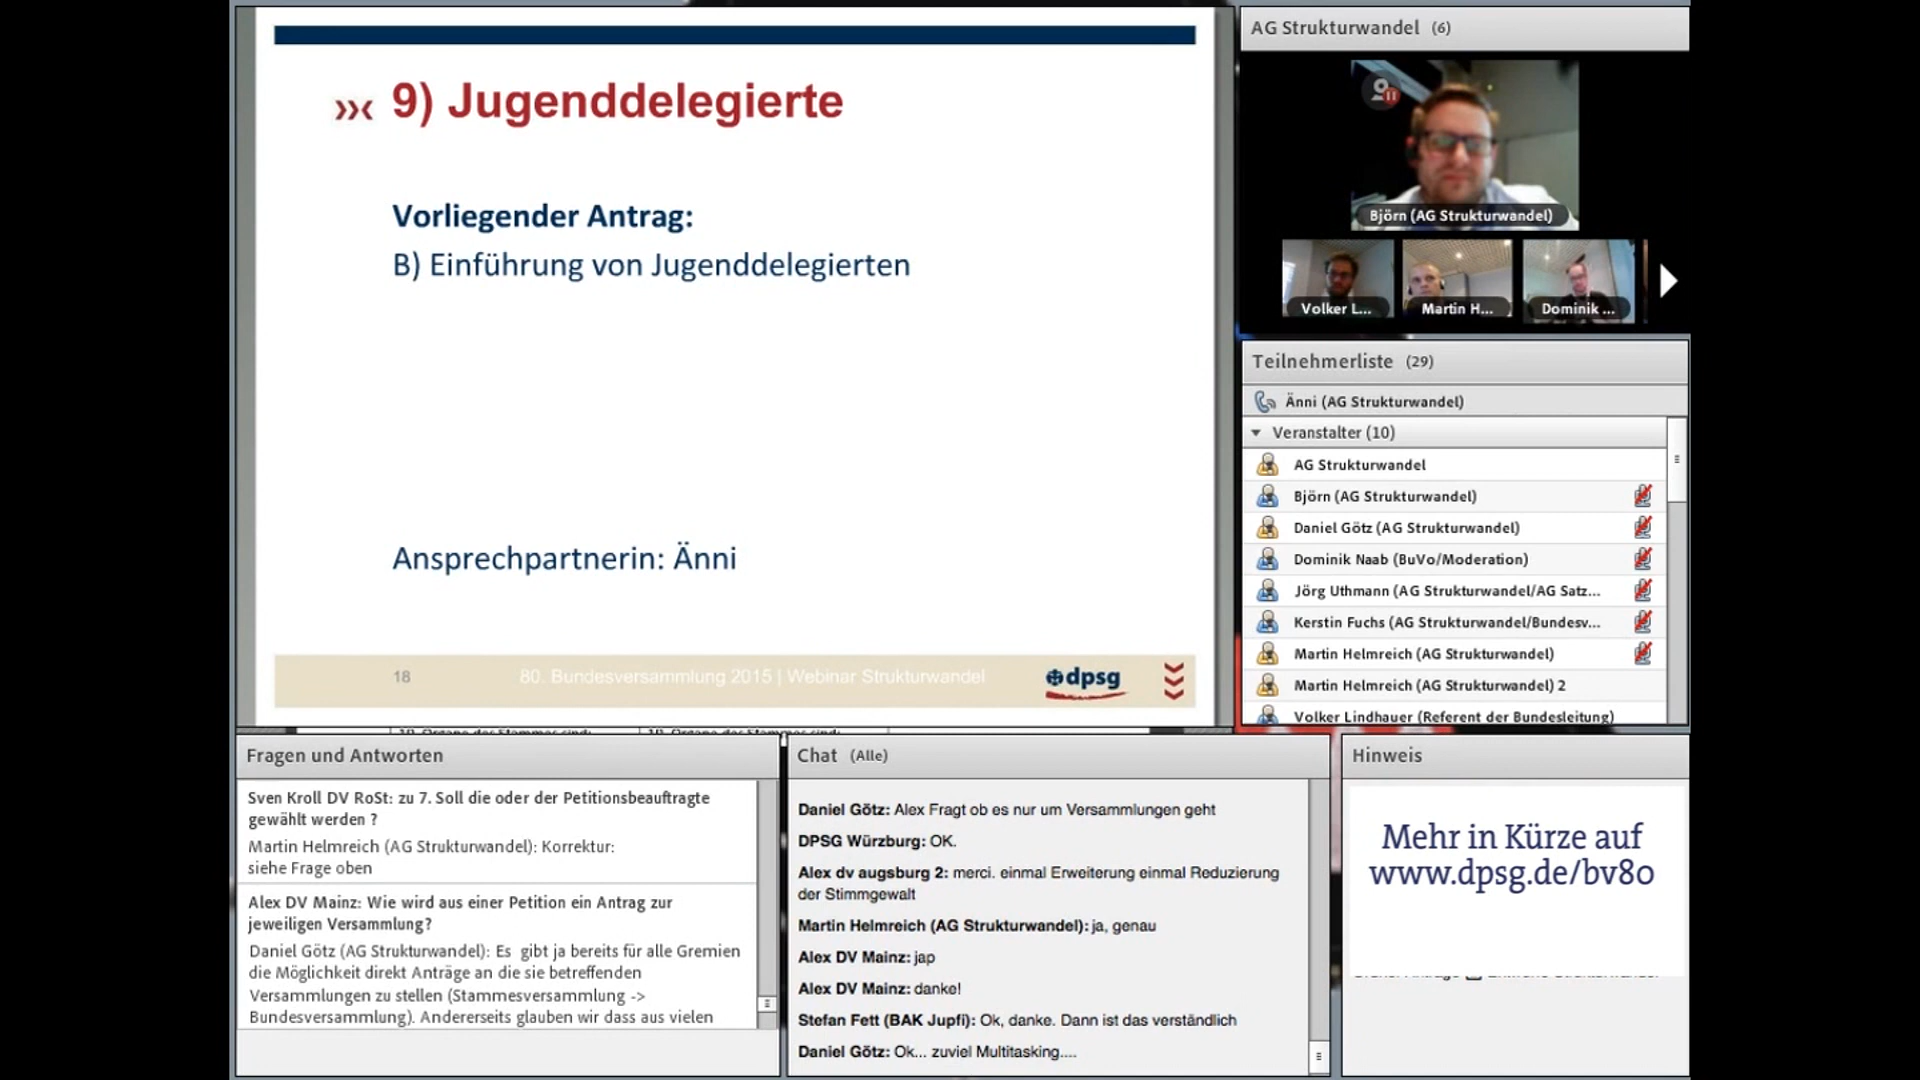 9) Jugenddelegierte
Vorliegender Antrag:
B) Einführung von Jugenddelegierten
Ansprechpartnerin: Änni
18
80. Bundesversammlung 2015 | Webinar Strukturwandel
dpsg
AG Strukturwandel (6)
Björn (AG Strukturwandel)
Volker L...
Martin H...
Dominik ...
Teilnehmerliste (29)
Änni (AG Strukturwandel)
Veranstalter (10)
AG Strukturwandel
Björn (AG Strukturwandel)
Daniel Götz (AG Strukturwandel)
Dominik Naab (BuVo/Moderation)
Jörg Uthmann (AG Strukturwandel/AG Satz...
Kerstin Fuchs (AG Strukturwandel/Bundesv...
Martin Helmreich (AG Strukturwandel)
Martin Helmreich (AG Strukturwandel) 2
Volker Lindhauer (Referent der Bundesleitung)
Fragen und Antworten
Sven Kroll DV RoSt: zu 7. Soll die oder der Petitionsbeauftragte
gewählt werden ?
Martin Helmreich (AG Strukturwandel): Korrektur:
siehe Frage oben
Alex DV Mainz: Wie wird aus einer Petition ein Antrag zur
jeweiligen Versammlung?
Daniel Götz (AG Strukturwandel): Es gibt ja bereits für alle Gremien
die Möglichkeit direkt Anträge an die sie betreffenden
Versammlungen zu stellen (Stammesversammlung ->
Bundesversammlung). Andererseits glauben wir dass aus vielen
Chat (Alle)
Daniel Götz: Alex Fragt ob es nur um Versammlungen geht
DPSG Würzburg: OK.
Alex dv augsburg 2: merci. einmal Erweiterung einmal Reduzierung
der Stimmgewalt
Martin Helmreich (AG Strukturwandel): ja, genau
Alex DV Mainz: jap
Alex DV Mainz: danke!
Stefan Fett (BAK Jupfi): Ok, danke. Dann ist das verständlich
Daniel Götz: Ok... zuviel Multitasking....
Hinweis
Mehr in Kürze auf
www.dpsg.de/bv80